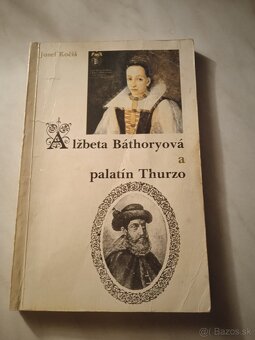 Jozef Kočiš
Alžbeta Báthoryová
a
palatín Thurzo
Bazos.sk